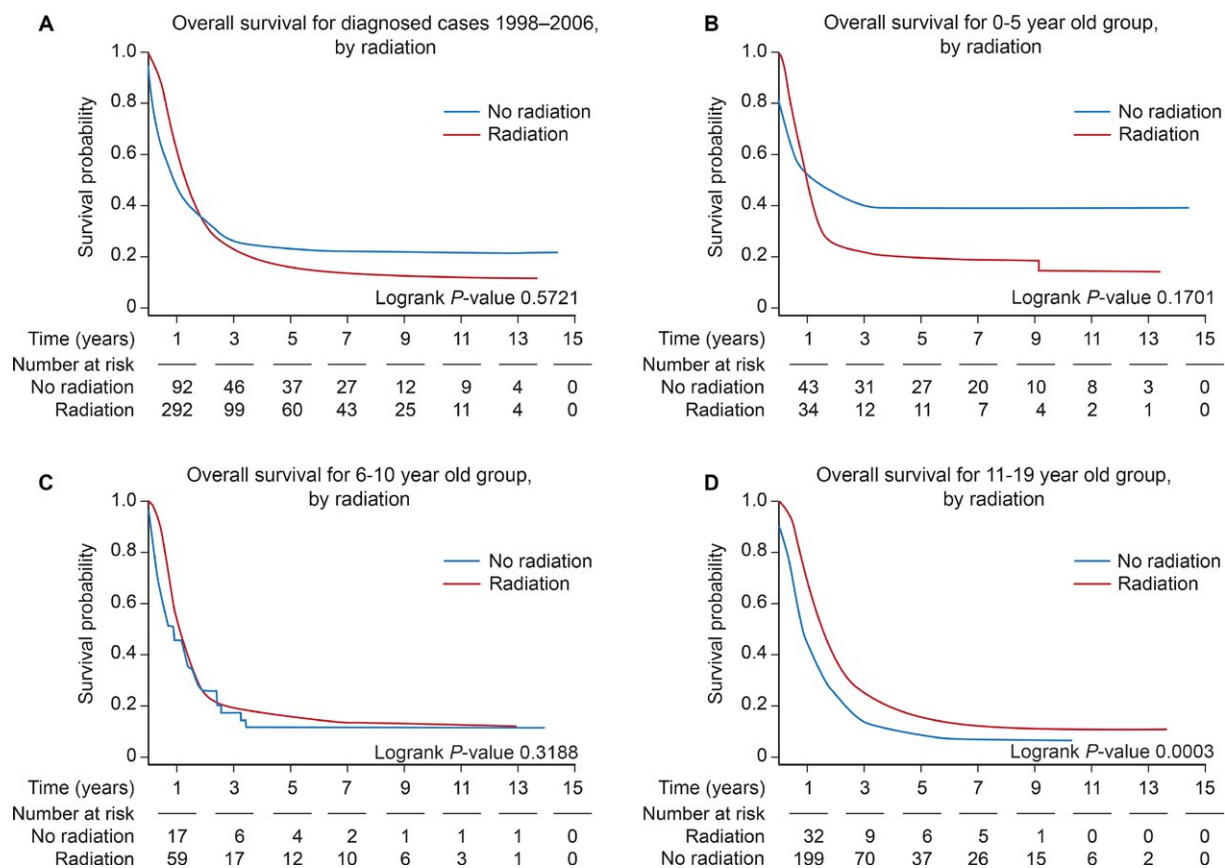 A
Overall survival for diagnosed cases 1998–2006,
by radiation
1.0
0.8
0.6
0.4
0.2
0
Survival probability
No radiation
Radiation
Logrank P-value 0.5721
Time (years) 1 3 5 7 9 11 13 15
Number at risk
No radiation 92 46 37 27 12 9 4 0
Radiation 292 99 60 43 25 11 4 0
B
Overall survival for 0-5 year old group,
by radiation
1.0
0.8
0.6
0.4
0.2
0
Survival probability
No radiation
Radiation
Logrank P-value 0.1701
Time (years) 1 3 5 7 9 11 13 15
Number at risk
No radiation 43 31 27 20 10 8 3 0
Radiation 34 12 11 7 4 2 1 0
C
Overall survival for 6-10 year old group,
by radiation
1.0
0.8
0.6
0.4
0.2
0
Survival probability
No radiation
Radiation
Logrank P-value 0.3188
Time (years) 1 3 5 7 9 11 13 15
Number at risk
No radiation 17 6 4 2 1 1 1 0
Radiation 59 17 12 10 6 3 1 0
D
Overall survival for 11-19 year old group,
by radiation
1.0
0.8
0.6
0.4
0.2
0
Survival probability
No radiation
Radiation
Logrank P-value 0.0003
Time (years) 1 3 5 7 9 11 13 15
Number at risk
Radiation 32 9 6 5 1 0 0 0
No radiation 199 70 37 26 15 6 2 0